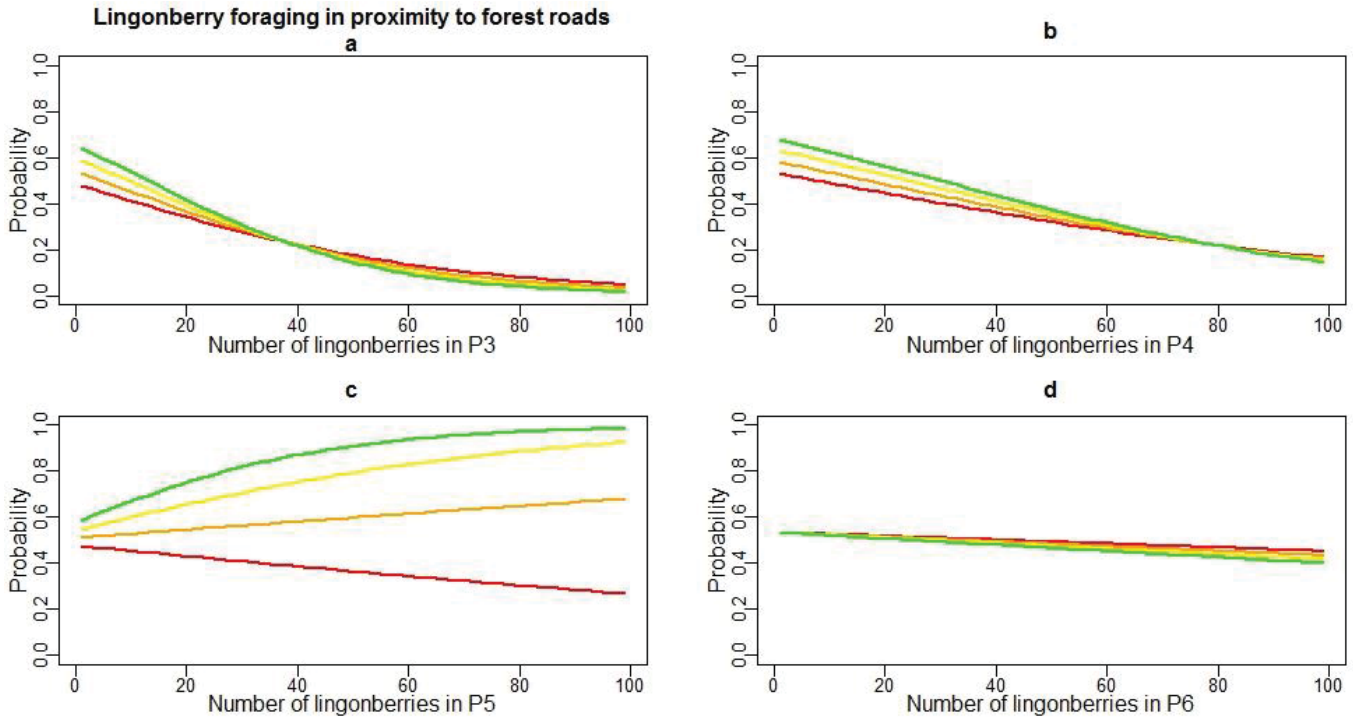 Lingonberry foraging in proximity to forest roads
a
Probability
0.0 0.2 0.4 0.6 0.8 1.0
0 20 40 60 80 100
Number of lingonberries in P3
b
Probability
0.0 0.2 0.4 0.6 0.8 1.0
0 20 40 60 80 100
Number of lingonberries in P4
c
Probability
0.0 0.2 0.4 0.6 0.8 1.0
0 20 40 60 80 100
Number of lingonberries in P5
d
Probability
0.0 0.2 0.4 0.6 0.8 1.0
0 20 40 60 80 100
Number of lingonberries in P6